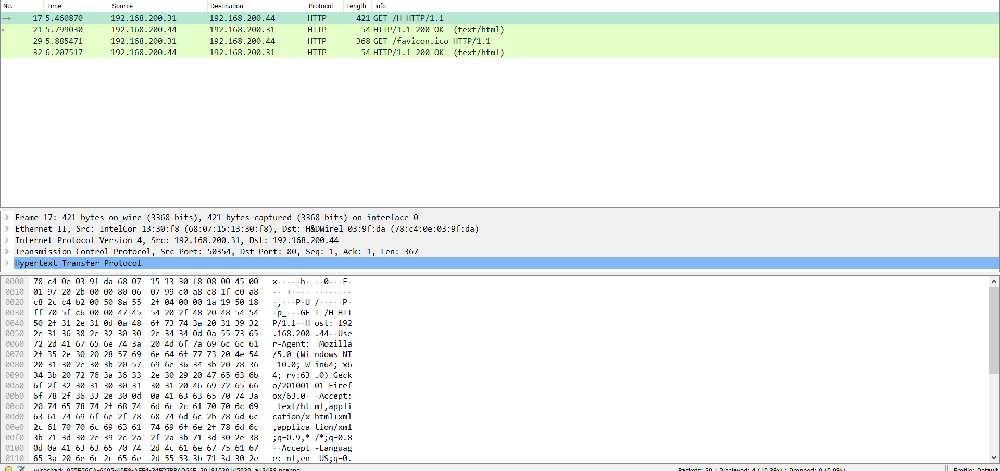 No. Time Source Destination Protocol Length Info
17 5.460870 192.168.200.31 192.168.200.44 HTTP 421 GET /H HTTP/1.1
21 5.799030 192.168.200.44 192.168.200.31 HTTP 54 HTTP/1.1 200 OK (text/html)
29 5.885471 192.168.200.31 192.168.200.44 HTTP 368 GET /favicon.ico HTTP/1.1
32 6.207517 192.168.200.44 192.168.200.31 HTTP 54 HTTP/1.1 200 OK (text/html)
Frame 17: 421 bytes on wire (3368 bits), 421 bytes captured (3368 bits) on interface 0
Ethernet II, Src: IntelCor_13:30:f8 (68:07:15:13:30:f8), Dst: H&DWirel_03:9f:da (78:c4:0e:03:9f:da)
Internet Protocol Version 4, Src: 192.168.200.31, Dst: 192.168.200.44
Transmission Control Protocol, Src Port: 50354, Dst Port: 80, Seq: 1, Ack: 1, Len: 367
Hypertext Transfer Protocol
0000 78 c4 0e 03 9f da 68 07 15 13 30 f8 08 00 45 00 x·····h· ··0···E·
0010 01 97 20 2b 00 00 80 06 07 99 c0 a8 c8 1f c0 a8 ·· +···· ········
0020 c8 2c c4 b2 00 50 8a 55 2f 04 00 00 1a 19 50 18 ·,···P·U /·····P·
0030 ff 70 5f c6 00 00 47 45 54 20 2f 48 20 48 54 54 ·p_···GE T /H HTT
0040 50 2f 31 2e 31 0d 0a 48 6f 73 74 3a 20 31 39 32 P/1.1··H ost: 192
0050 2e 31 36 38 2e 32 30 30 2e 34 34 0d 0a 55 73 65 .168.200 .44··Use
0060 72 2d 41 67 65 6e 74 3a 20 4d 6f 7a 69 6c 6c 61 r-Agent: Mozilla
0070 2f 35 2e 30 20 28 57 69 6e 64 6f 77 73 20 4e 54 /5.0 (Wi ndows NT
0080 20 31 30 2e 30 3b 20 57 69 6e 36 34 3b 20 78 36 10.0; W in64; x6
0090 34 3b 20 72 76 3a 36 33 2e 30 29 20 47 65 63 6b 4; rv:63 .0) Geck
00a0 6f 2f 32 30 31 30 30 31 30 31 20 46 69 72 65 66 o/201001 01 Firef
00b0 6f 78 2f 36 33 2e 30 0d 0a 41 63 63 65 70 74 3a ox/63.0· ·Accept:
00c0 20 74 65 78 74 2f 68 74 6d 6c 2c 61 70 70 6c 69 text/ht ml,appli
00d0 63 61 74 69 6f 6e 2f 78 68 74 6d 6c 2b 78 6d 6c cation/x html+xml
00e0 2c 61 70 70 6c 69 63 61 74 69 6f 6e 2f 78 6d 6c ,applica tion/xml
00f0 3b 71 3d 30 2e 39 2c 2a 2f 2a 3b 71 3d 30 2e 38 ;q=0.9,* /*;q=0.8
0100 0d 0a 41 63 63 65 70 74 2d 4c 61 6e 67 75 61 67 ··Accept -Languag
0110 65 3a 20 6e 6c 2c 65 6e 2d 55 53 3b 71 3d 30 2e e: nl,en -US;q=0.
Packets: 39 · Displayed: 4 (10.3%) · Dropped: 0 (0.0%) Profile: Default